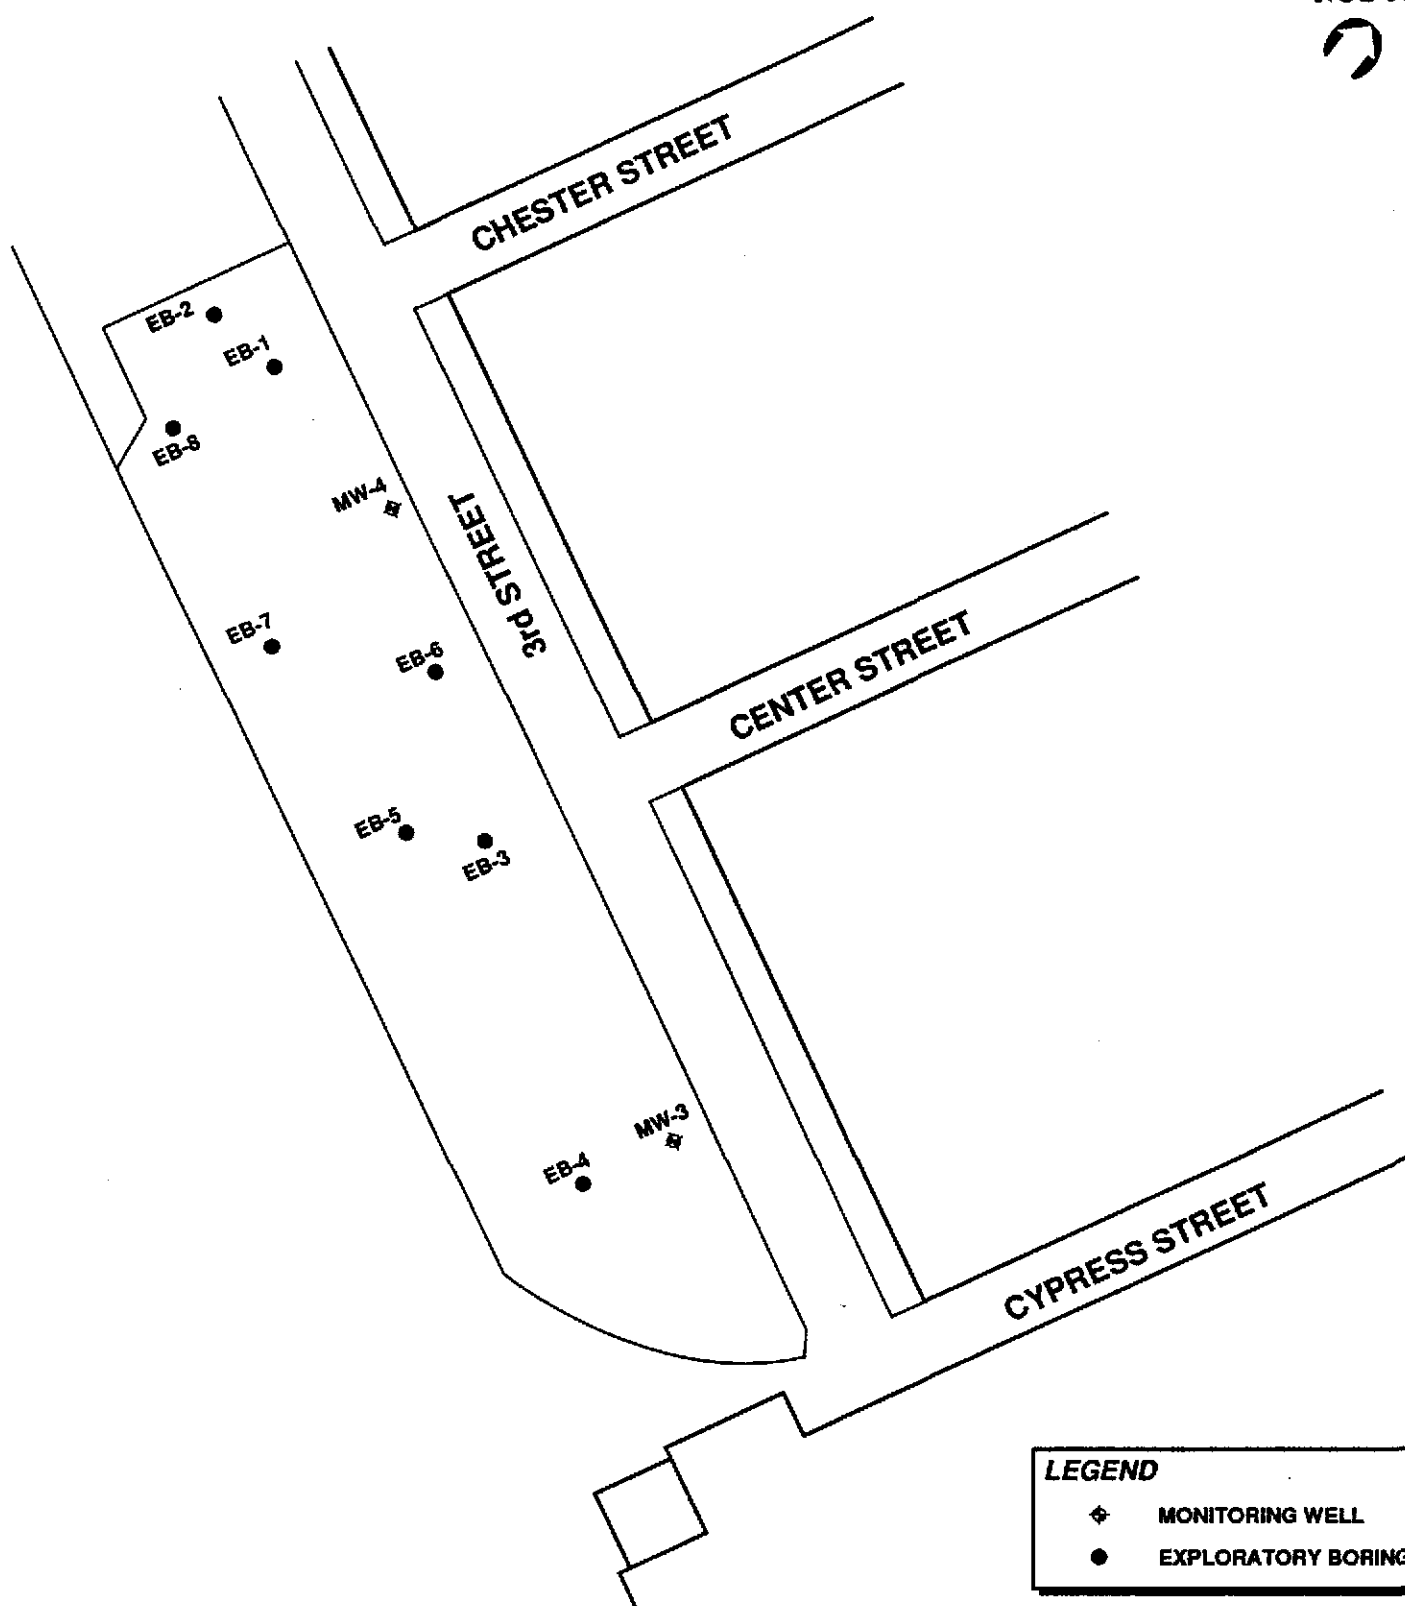 CHESTER STREET
EB-2
EB-1
EB-8
MW-4
3rd STREET
EB-7
EB-6
CENTER STREET
EB-5
EB-3
MW-3
EB-4
CYPRESS STREET
LEGEND
MONITORING WELL
EXPLORATORY BORING